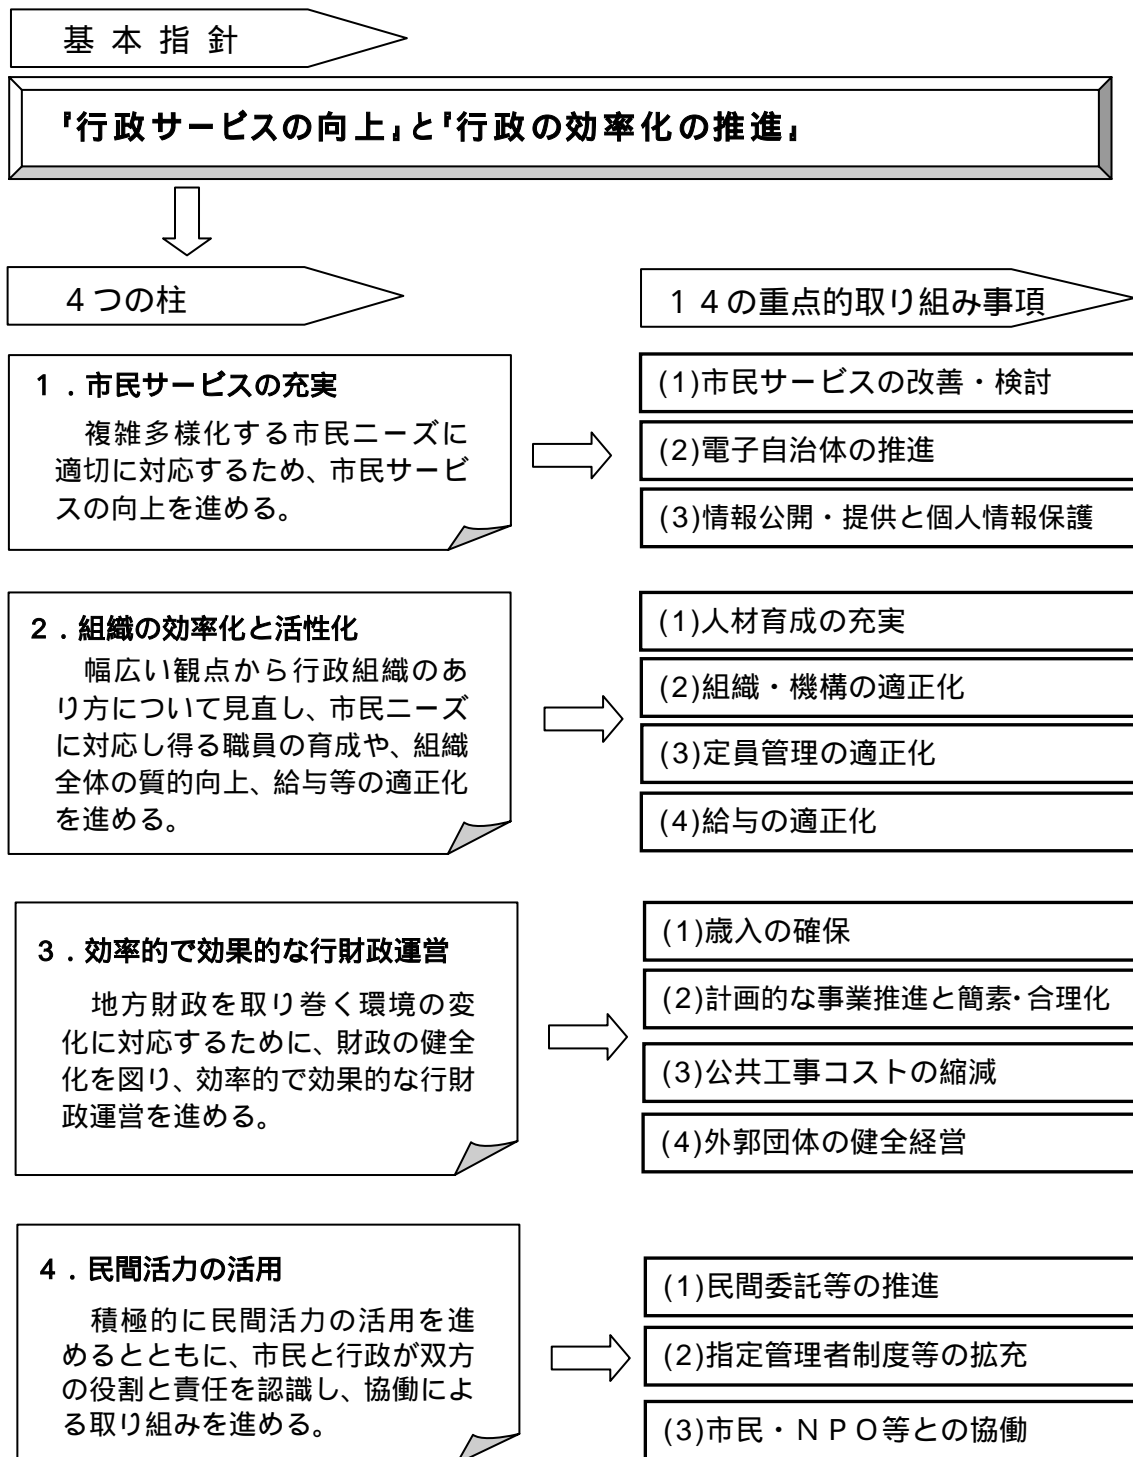 基本指針
『行政サービスの向上』と『行政の効率化の推進』
４つの柱
１４の重点的取り組み事項
１．市民サービスの充実
複雑多様化する市民ニーズに
適切に対応するため、市民サービ
スの向上を進める。
(1)市民サービスの改善・検討
(2)電子自治体の推進
(3)情報公開・提供と個人情報保護
２．組織の効率化と活性化
幅広い観点から行政組織のあ
り方について見直し、市民ニーズ
に対応し得る職員の育成や、組織
全体の質的向上、給与等の適正化
を進める。
(1)人材育成の充実
(2)組織・機構の適正化
(3)定員管理の適正化
(4)給与の適正化
３．効率的で効果的な行財政運営
地方財政を取り巻く環境の変
化に対応するために、財政の健全
化を図り、効率的で効果的な行財
政運営を進める。
(1)歳入の確保
(2)計画的な事業推進と簡素・合理化
(3)公共工事コストの縮減
(4)外郭団体の健全経営
４．民間活力の活用
積極的に民間活力の活用を進
めるとともに、市民と行政が双方
の役割と責任を認識し、協働によ
る取り組みを進める。
(1)民間委託等の推進
(2)指定管理者制度等の拡充
(3)市民・ＮＰＯ等との協働